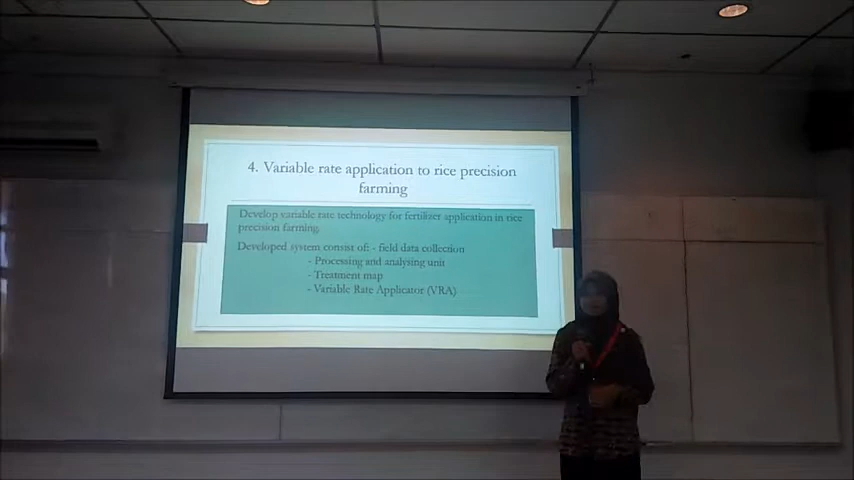 4. Variable rate application to rice precision
farming
Develop variable rate technology for fertilizer application in rice
precision farming.
Developed system consist of: - field data collection
- Processing and analysing unit
- Treatment map
- Variable Rate Applicator (VRA)